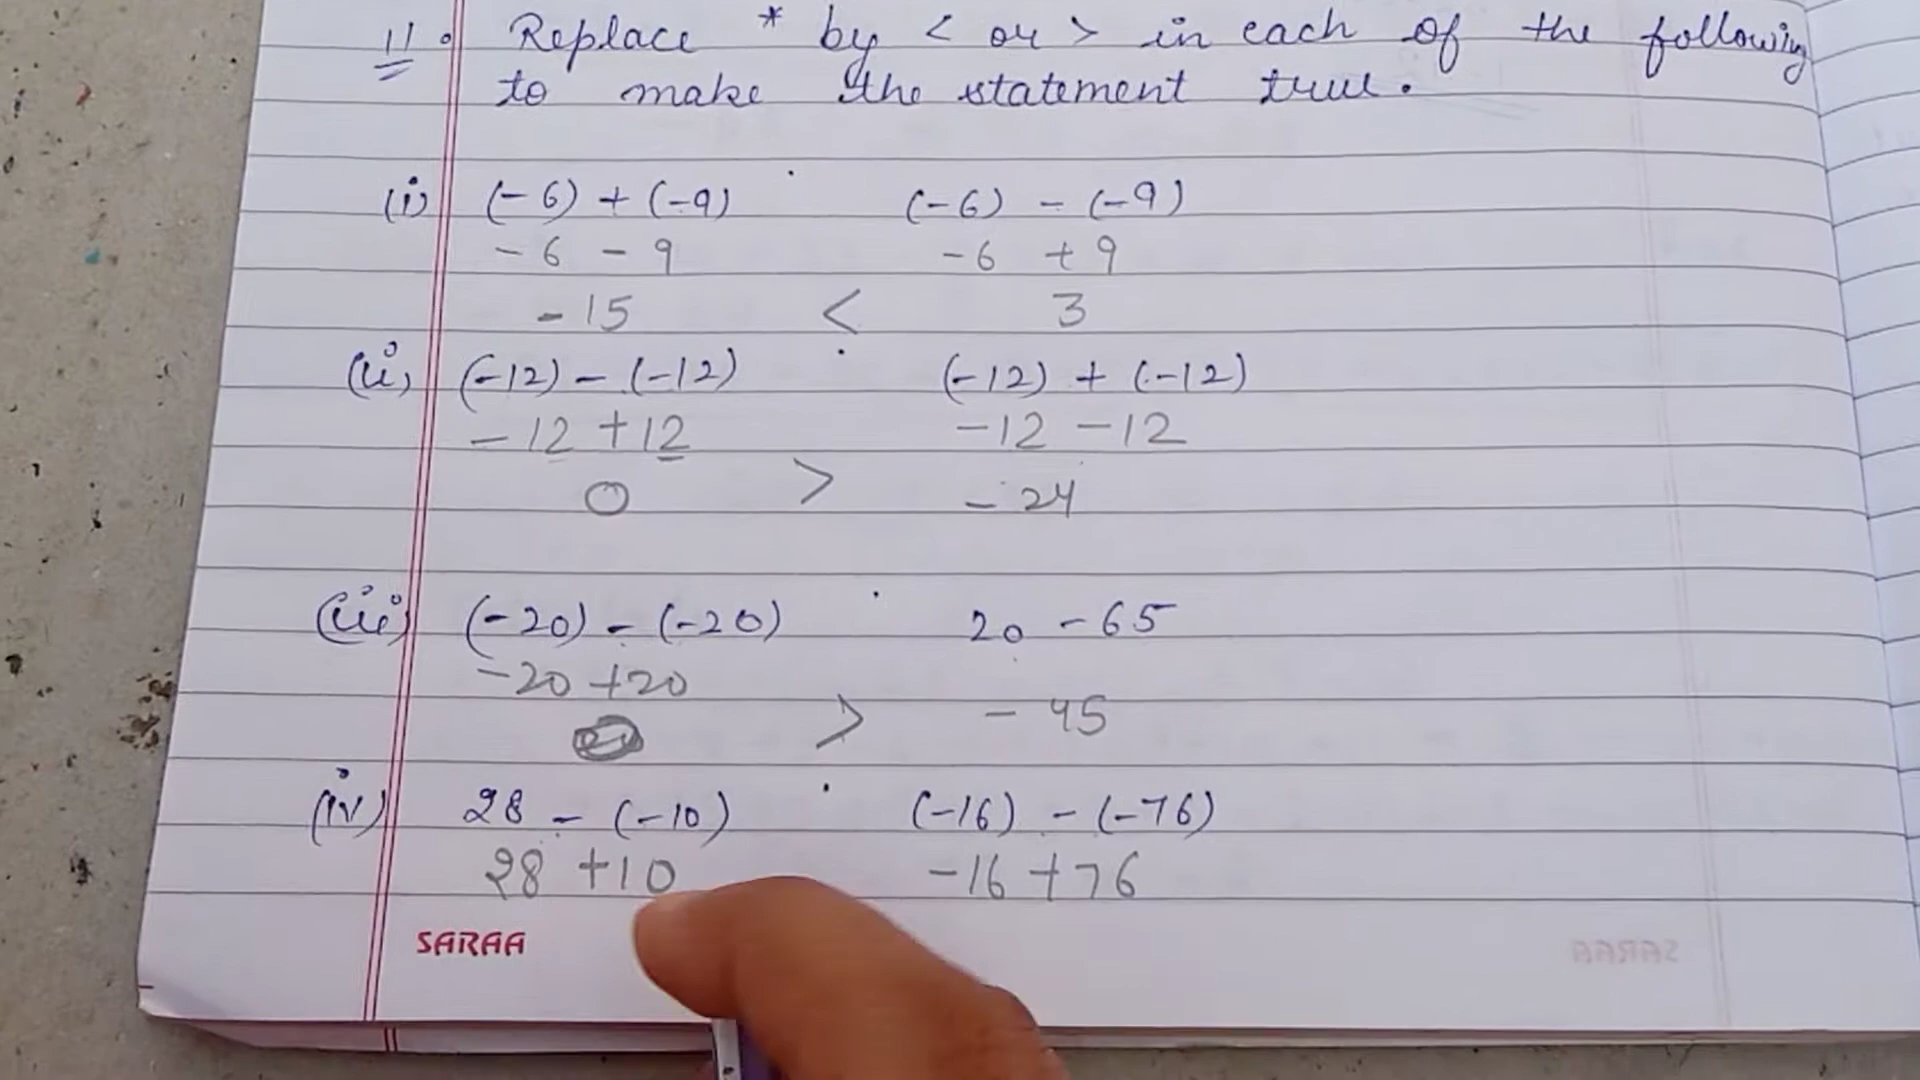 11. Replace * by < or > in each of the following
to make the statement true.
(i) (-6) + (-9) (-6) - (-9)
-6 - 9 -6 + 9
-15 < 3
(ii) (-12) - (-12) (-12) + (-12)
-12 + 12 -12 - 12
0 > -24
(iii) (-20) - (-20) 20 - 65
-20 + 20
> -45
(iv) 28 - (-10) (-16) - (-76)
28 + 10 -16 + 76
SARAA